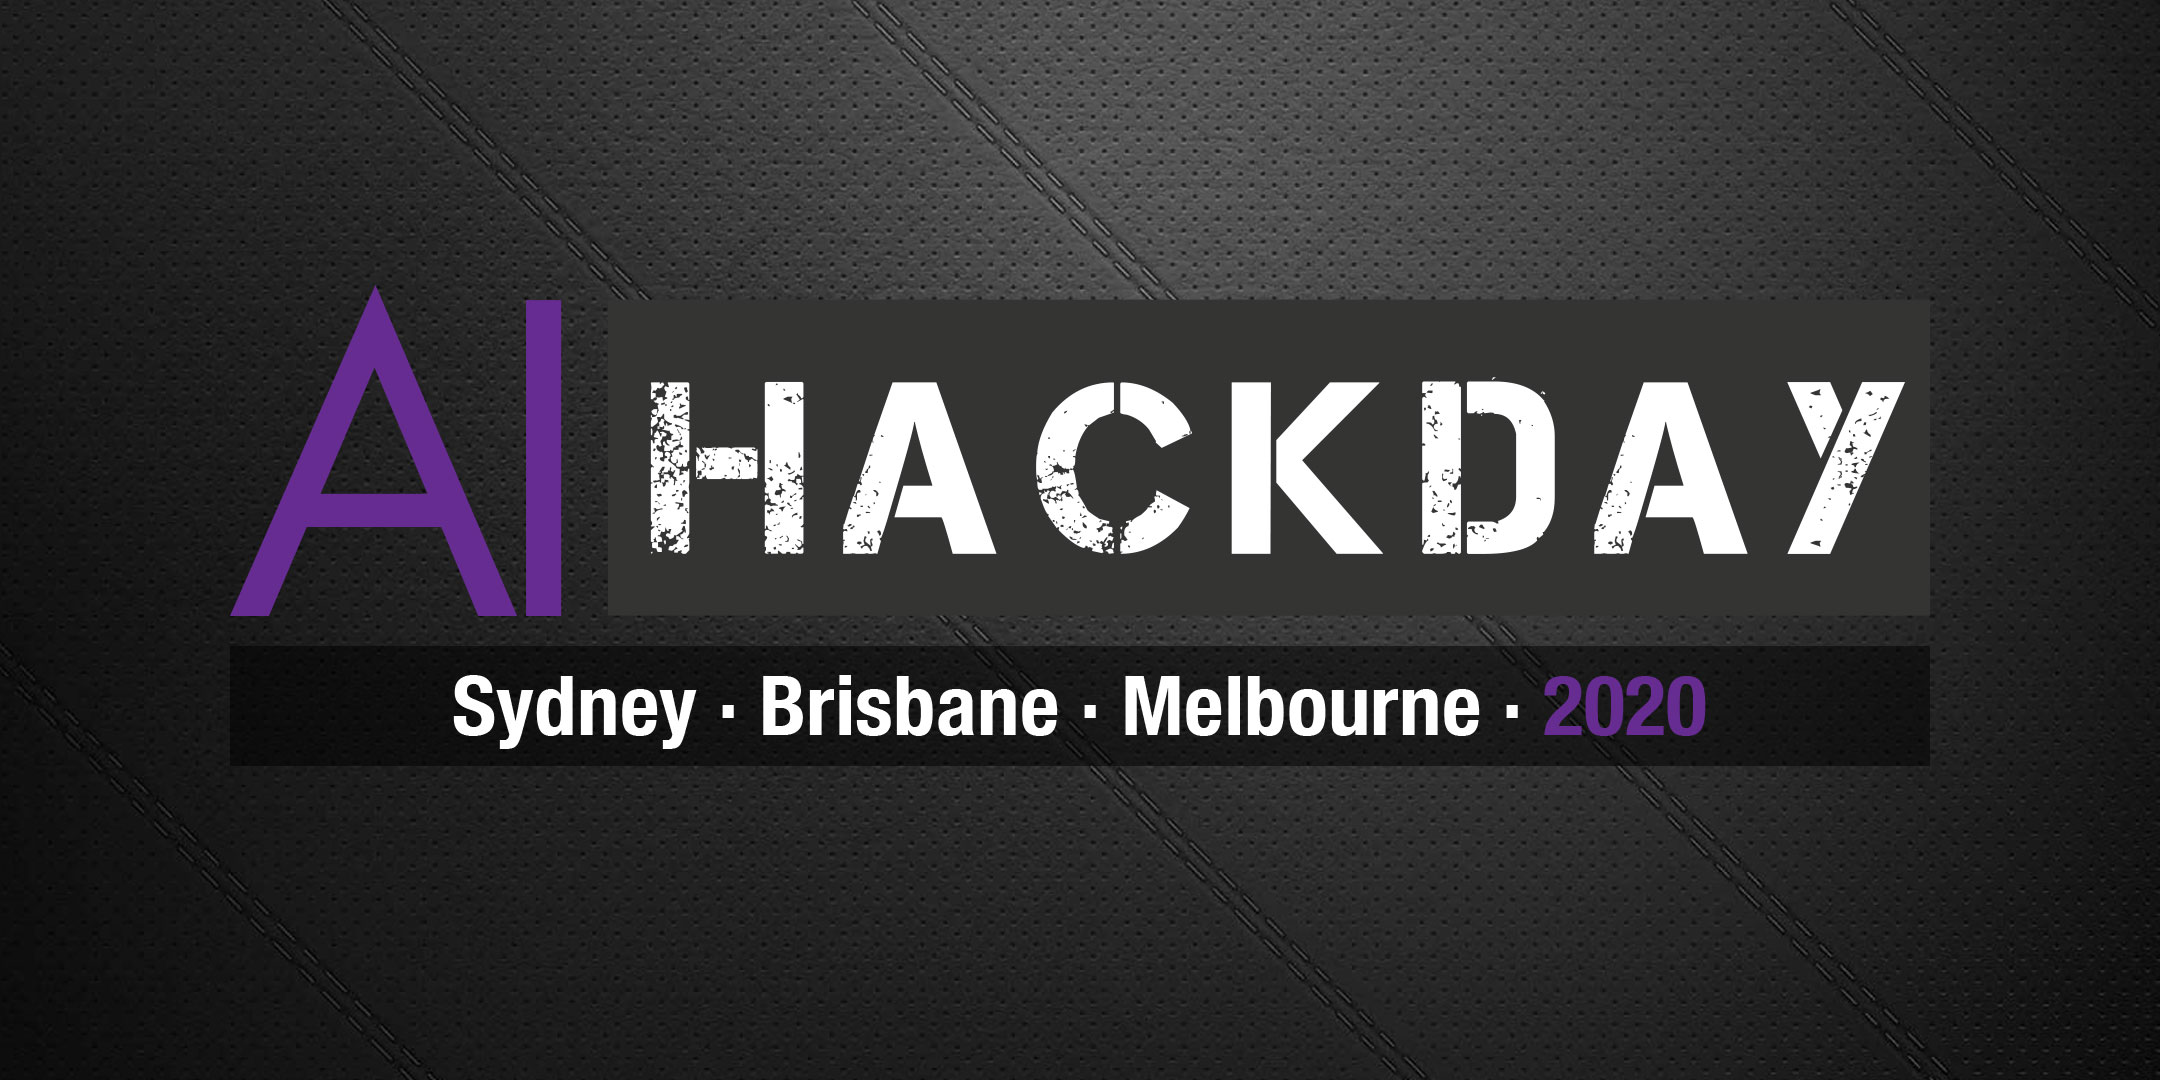 AI HACKDAY
Sydney · Brisbane · Melbourne · 2020